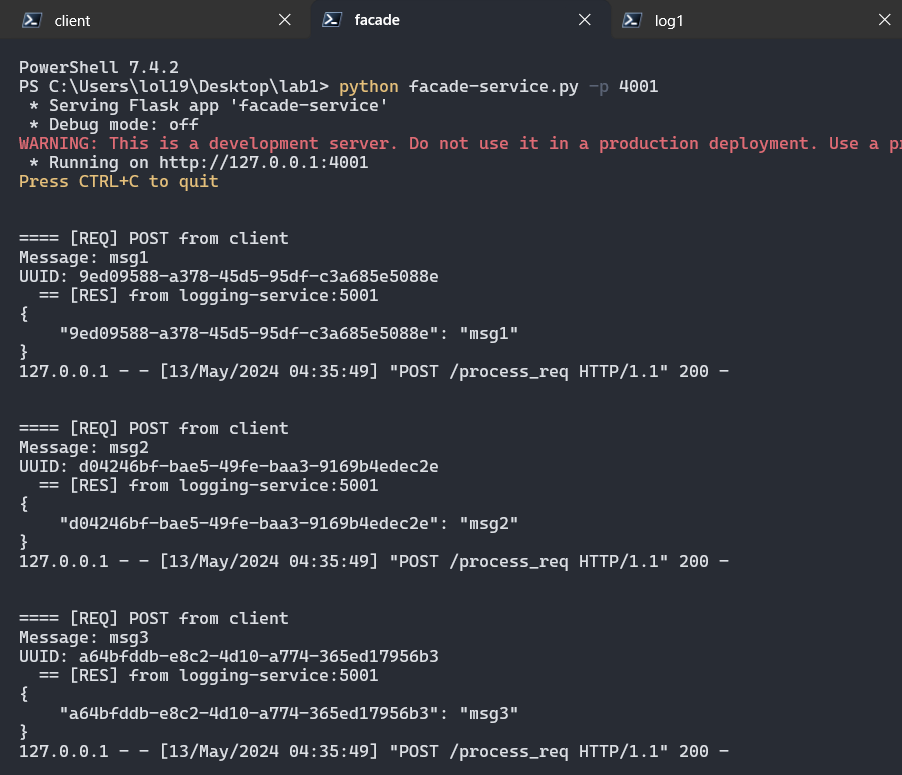 client
facade
log1
PowerShell 7.4.2
PS C:\Users\lol19\Desktop\lab1> python facade-service.py -p 4001
 * Serving Flask app 'facade-service'
 * Debug mode: off
WARNING: This is a development server. Do not use it in a production deployment. Use a
 * Running on http://127.0.0.1:4001
Press CTRL+C to quit
==== [REQ] POST from client
Message: msg1
UUID: 9ed09588-a378-45d5-95df-c3a685e5088e
  == [RES] from logging-service:5001
{
    "9ed09588-a378-45d5-95df-c3a685e5088e": "msg1"
}
127.0.0.1 - - [13/May/2024 04:35:49] "POST /process_req HTTP/1.1" 200 -
==== [REQ] POST from client
Message: msg2
UUID: d04246bf-bae5-49fe-baa3-9169b4edec2e
  == [RES] from logging-service:5001
{
    "d04246bf-bae5-49fe-baa3-9169b4edec2e": "msg2"
}
127.0.0.1 - - [13/May/2024 04:35:49] "POST /process_req HTTP/1.1" 200 -
==== [REQ] POST from client
Message: msg3
UUID: a64bfddb-e8c2-4d10-a774-365ed17956b3
  == [RES] from logging-service:5001
{
    "a64bfddb-e8c2-4d10-a774-365ed17956b3": "msg3"
}
127.0.0.1 - - [13/May/2024 04:35:49] "POST /process_req HTTP/1.1" 200 -